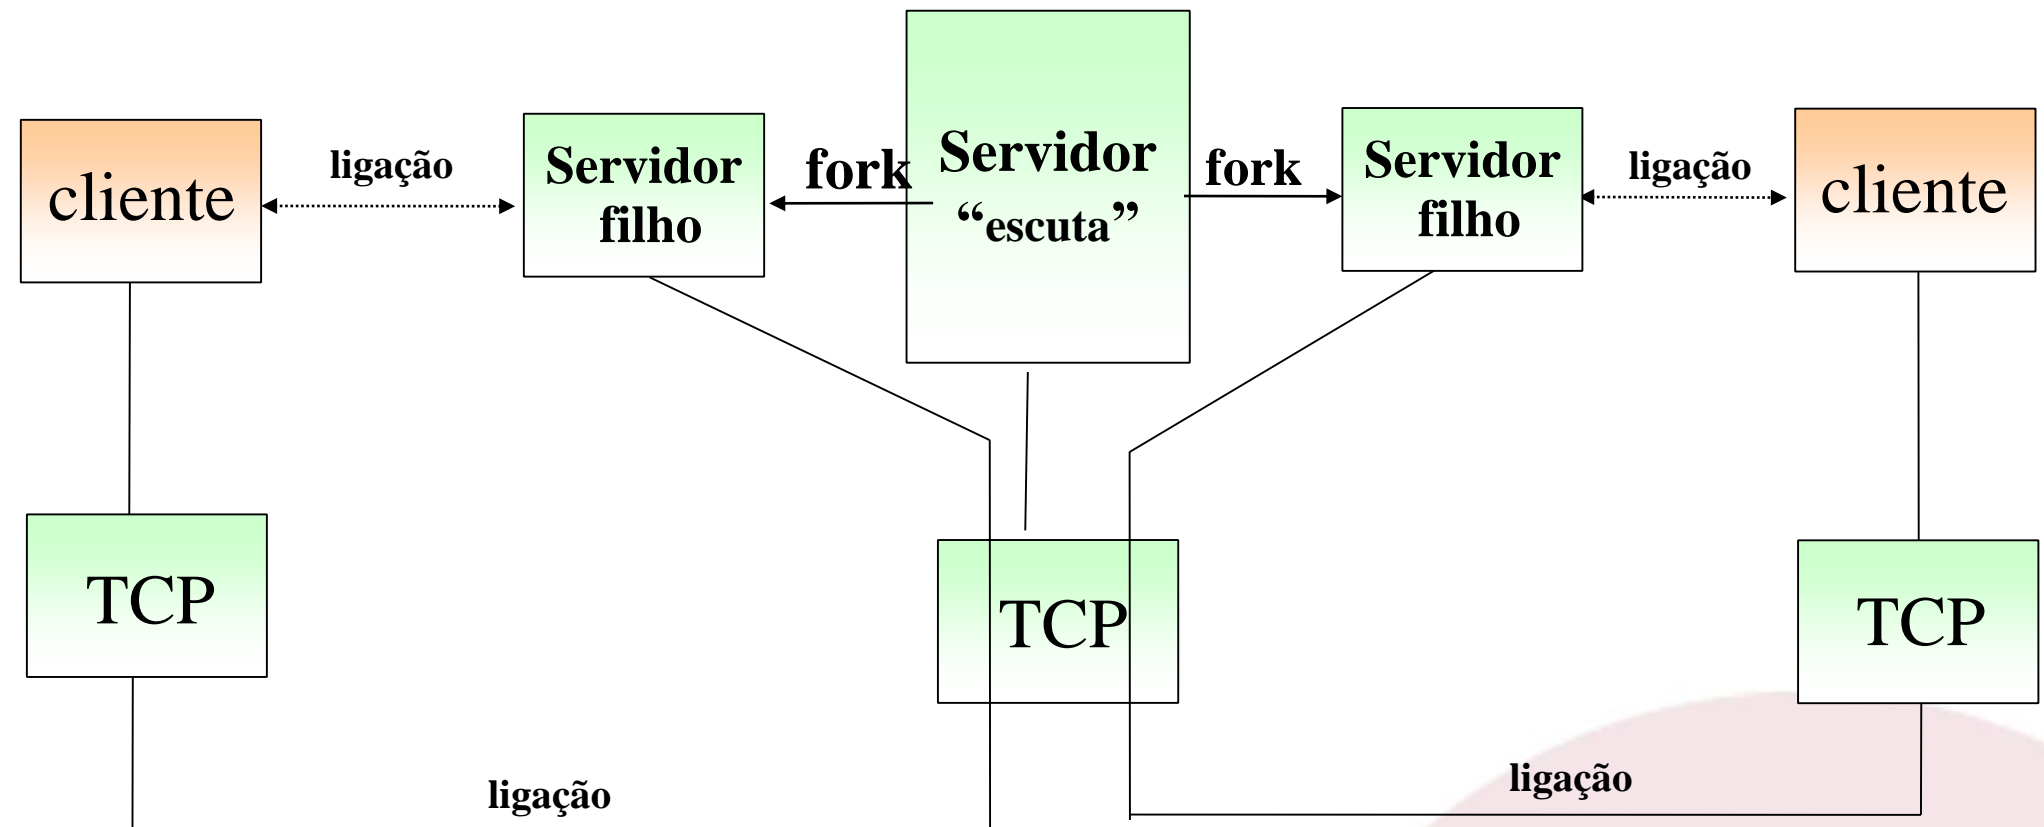 cliente
ligação
Servidor
filho
fork
Servidor
“escuta”
fork
Servidor
filho
ligação
cliente
TCP
TCP
TCP
ligação
ligação